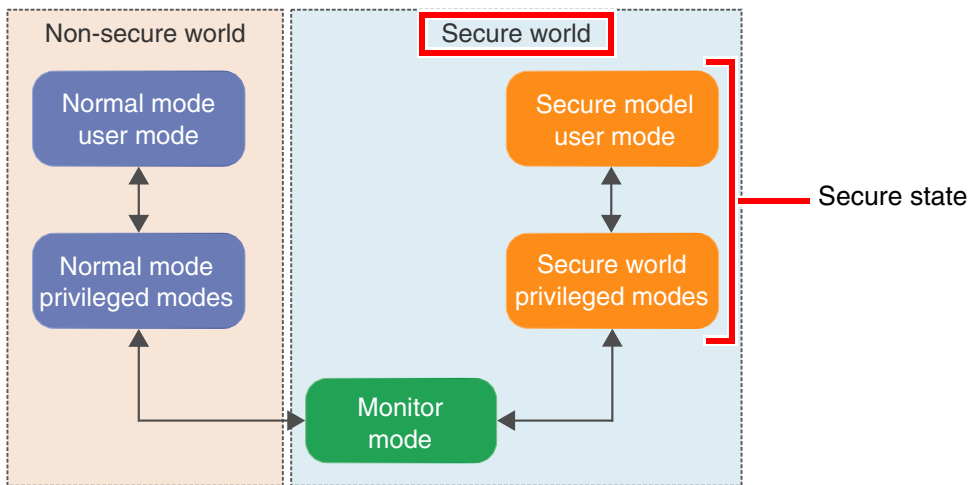 Non-secure world
Secure world
Normal mode
user mode
Secure model
user mode
Secure state
Normal mode
privileged modes
Secure world
privileged modes
Monitor
mode